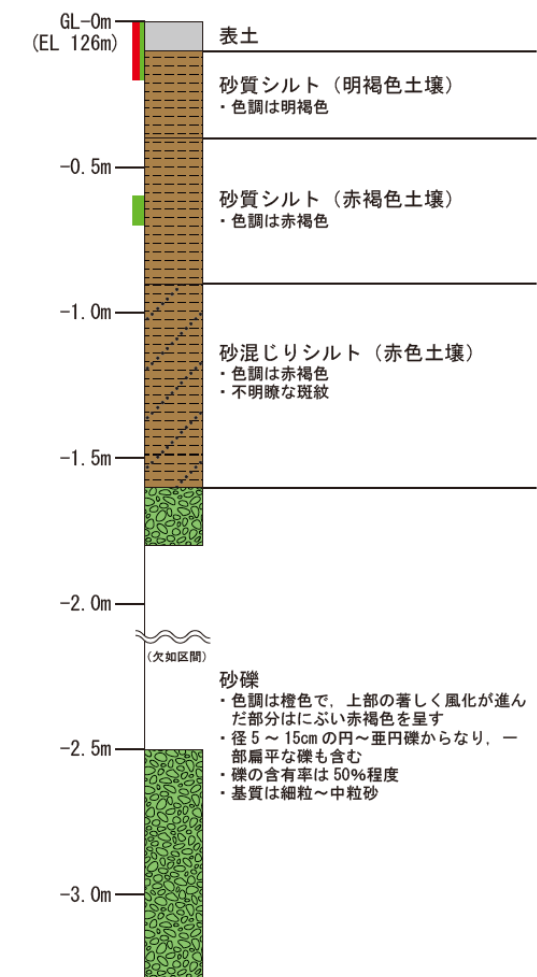 GL-0m
(EL 126m)
表土
砂質シルト（明褐色土壌）
・色調は明褐色
-0.5m
砂質シルト（赤褐色土壌）
・色調は赤褐色
-1.0m
砂混じりシルト（赤色土壌）
・色調は赤褐色
・不明瞭な斑紋
-1.5m
-2.0m
（欠如区間）
砂礫
・色調は橙色で，上部の著しく風化が進ん
だ部分はにぶい赤褐色を呈す
・径 5 ～ 15cm の円～亜円礫からなり，一
部扁平な礫も含む
・礫の含有率は 50％程度
・基質は細粒～中粒砂
-2.5m
-3.0m